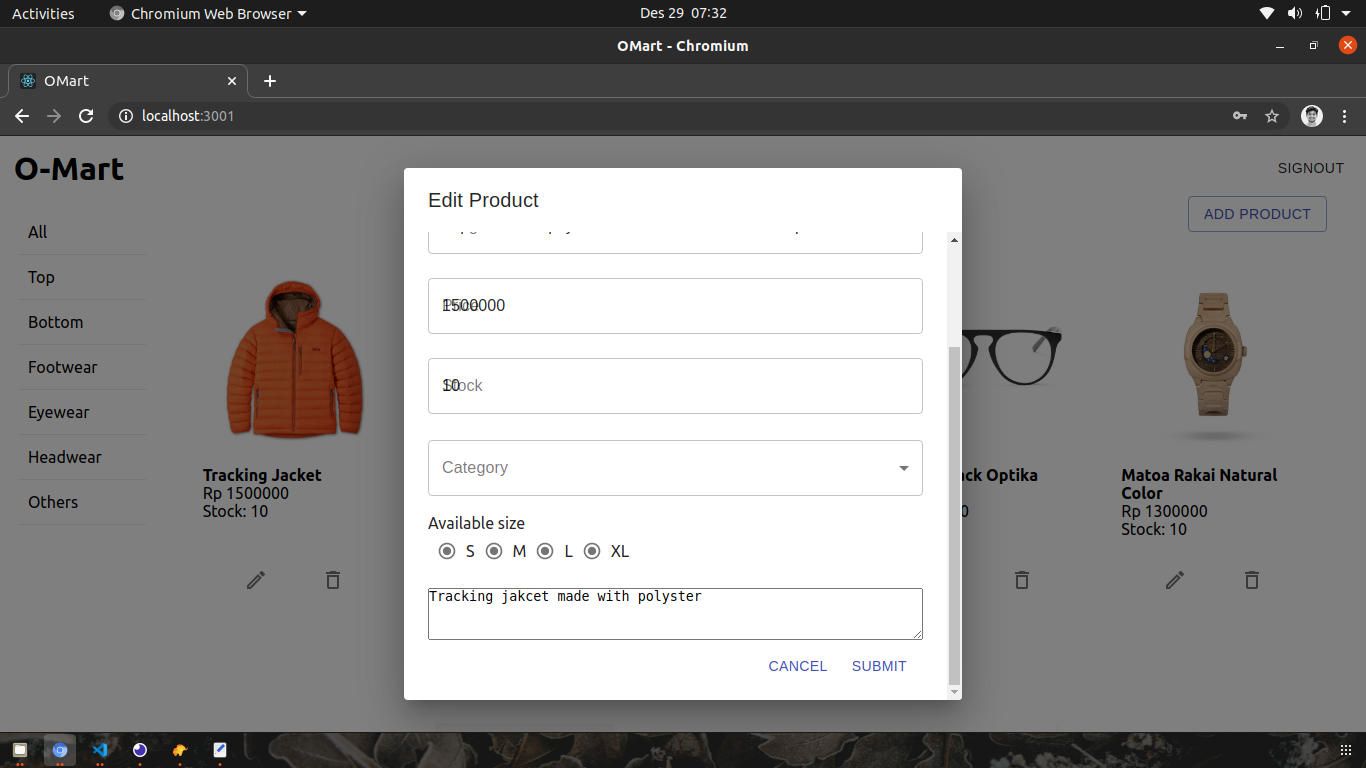 Activities
Chromium Web Browser
Des 29 07:32
OMart - Chromium
OMart
localhost:3001
O-Mart
SIGNOUT
ADD PRODUCT
All
Top
Bottom
Footwear
Eyewear
Headwear
Others
Tracking Jacket
Rp 1500000
Stock: 10
Optika
0
Matoa Rakai Natural
Color
Rp 1300000
Stock: 10
Edit Product
Price
1500000
Stock
10
Category
Available size
S M L XL
Tracking jakcet made with polyster
CANCEL
SUBMIT